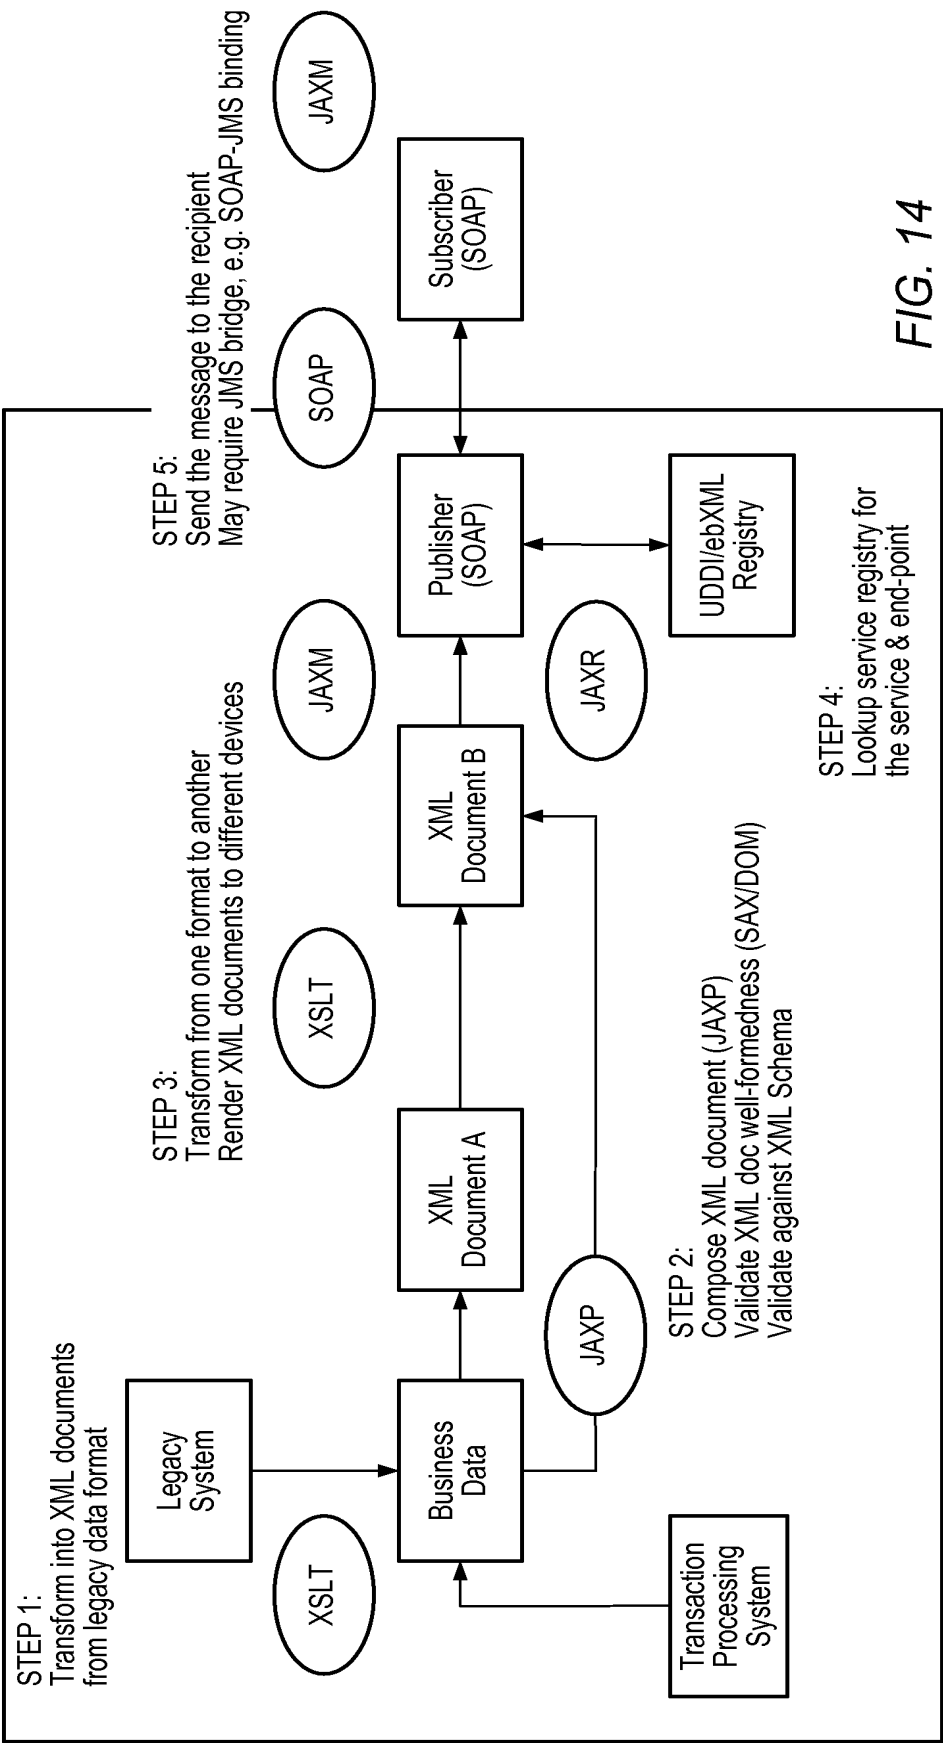 STEP 1:
Transform into XML documents
from legacy data format
Legacy
System
XSLT
Business
Data
Transaction
Processing
System
JAXP
STEP 2:
Compose XML document (JAXP)
Validate XML doc well-formedness (SAX/DOM)
Validate against XML Schema
XML
Document A
STEP 3:
Transform from one format to another
Render XML documents to different devices
XSLT
XML
Document B
JAXM
JAXR
Publisher
(SOAP)
UDDI/ebXML
Registry
STEP 4:
Lookup service registry for
the service & end-point
STEP 5:
Send the message to the recipient
May require JMS bridge, e.g. SOAP-JMS binding
SOAP
Subscriber
(SOAP)
JAXM
FIG. 14